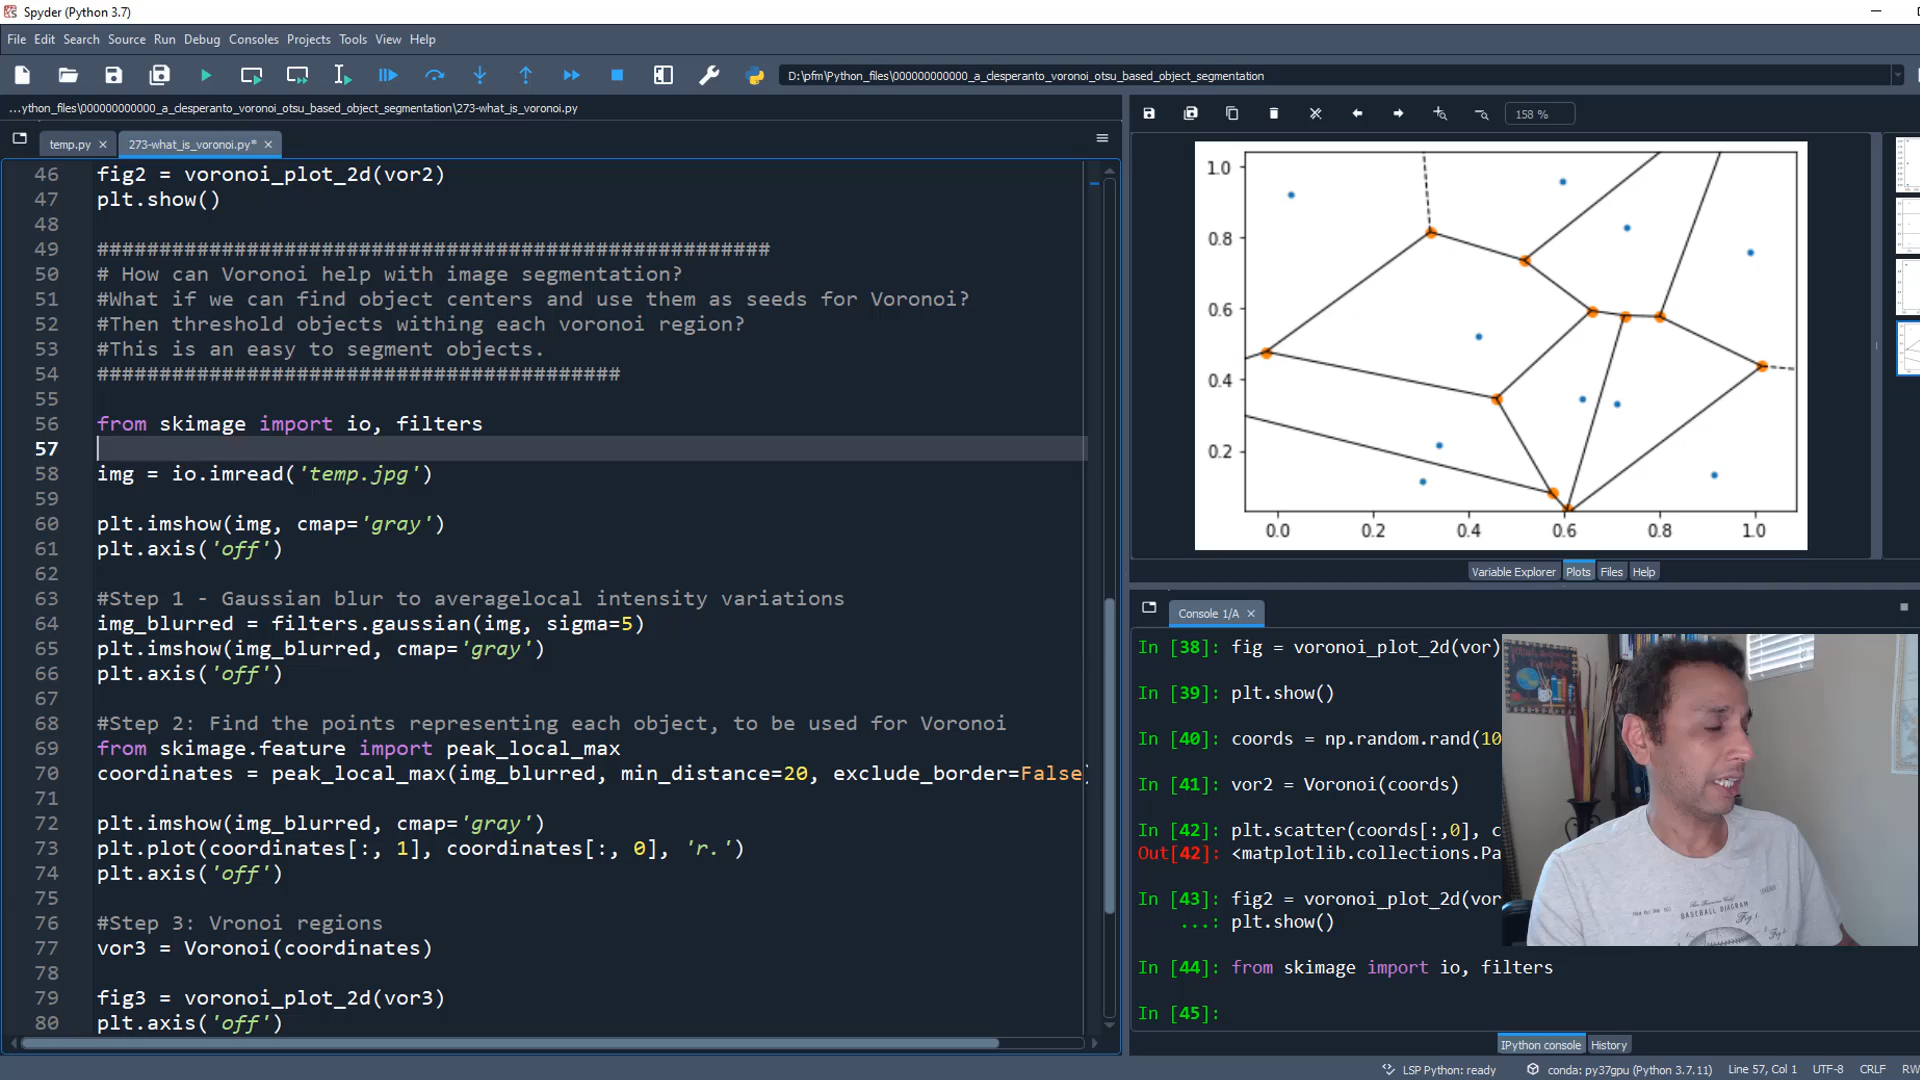 Spyder (Python 3.7)
File Edit Search Source Run Debug Consoles Projects Tools View Help
D:\pfm\Python_files\000000000000_a_clesperanto_voronoi_otsu_based_object_segmentation
...ython_files\000000000000_a_clesperanto_voronoi_otsu_based_object_segmentation\273-what_is_voronoi.py
temp.py
273-what_is_voronoi.py*
46 fig2 = voronoi_plot_2d(vor2)
47 plt.show()
48
49 ######################################################
50 # How can Voronoi help with image segmentation?
51 #What if we can find object centers and use them as seeds for Voronoi?
52 #Then threshold objects withing each voronoi region?
53 #This is an easy to segment objects.
54 ##########################################
55
56 from skimage import io, filters
57
58 img = io.imread('temp.jpg')
59
60 plt.imshow(img, cmap='gray')
61 plt.axis('off')
62
63 #Step 1 - Gaussian blur to averagelocal intensity variations
64 img_blurred = filters.gaussian(img, sigma=5)
65 plt.imshow(img_blurred, cmap='gray')
66 plt.axis('off')
67
68 #Step 2: Find the points representing each object, to be used for Voronoi
69 from skimage.feature import peak_local_max
70 coordinates = peak_local_max(img_blurred, min_distance=20, exclude_border=False)
71
72 plt.imshow(img_blurred, cmap='gray')
73 plt.plot(coordinates[:, 1], coordinates[:, 0], 'r.')
74 plt.axis('off')
75
76 #Step 3: Vronoi regions
77 vor3 = Voronoi(coordinates)
78
79 fig3 = voronoi_plot_2d(vor3)
80 plt.axis('off')
158 %
1.0
0.8
0.6
0.4
0.2
0.0 0.2 0.4 0.6 0.8 1.0
Variable Explorer Plots Files Help
Console 1/A
In [38]: fig = voronoi_plot_2d(vor)
In [39]: plt.show()
In [40]: coords = np.random.rand(10
In [41]: vor2 = Voronoi(coords)
In [42]: plt.scatter(coords[:,0], c
Out[42]: <matplotlib.collections.Pa
In [43]: fig2 = voronoi_plot_2d(vor
...: plt.show()
In [44]: from skimage import io, filters
In [45]:
BASEBALL DIAGRAM
Fig 1
IPython console History
LSP Python: ready conda: py37gpu (Python 3.7.11) Line 57, Col 1 UTF-8 CRLF RW